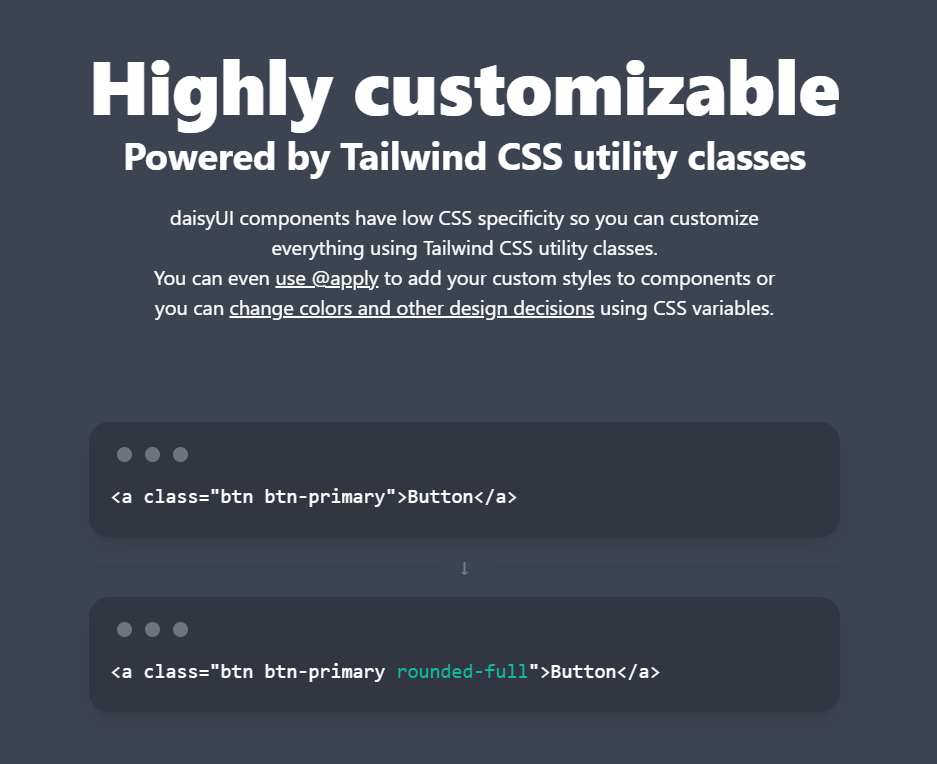 Highly customizable
Powered by Tailwind CSS utility classes
daisyUI components have low CSS specificity so you can customize
everything using Tailwind CSS utility classes.
You can even use @apply to add your custom styles to components or
you can change colors and other design decisions using CSS variables.
<a class="btn btn-primary">Button</a>
↓
<a class="btn btn-primary rounded-full">Button</a>